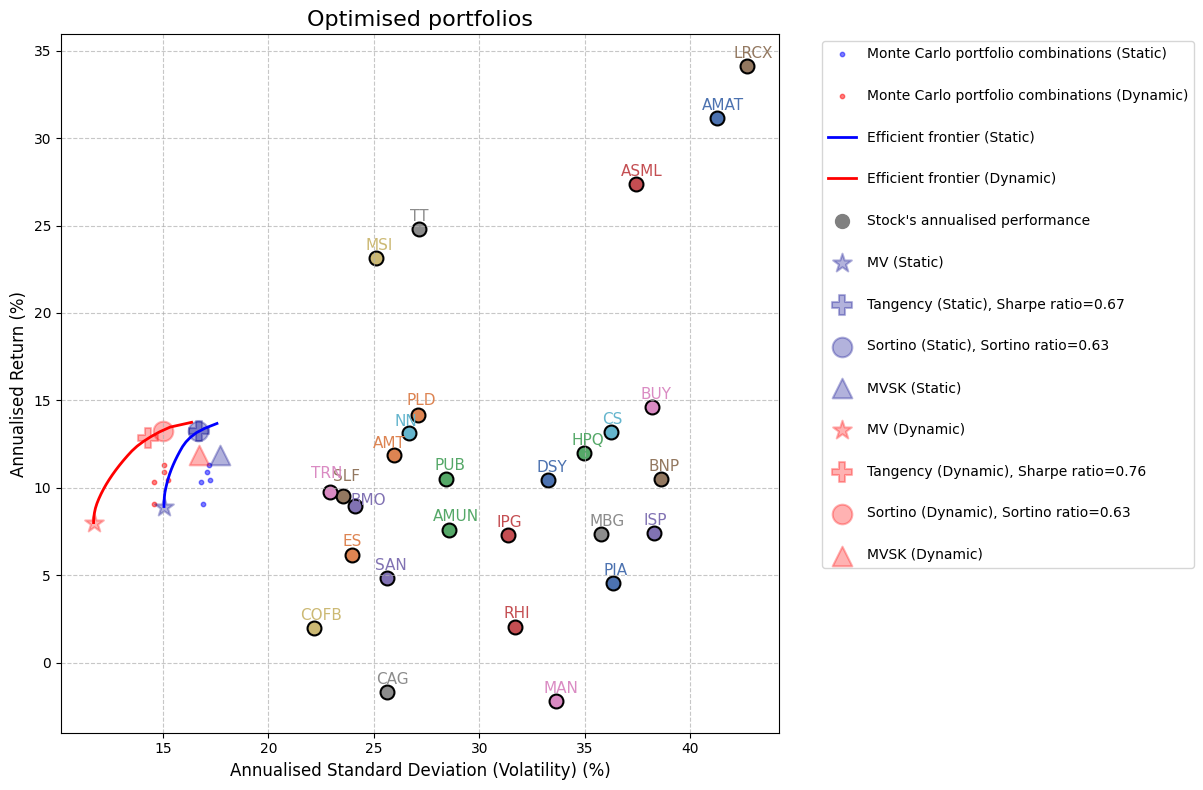 Optimised portfolios
Annualised Return (%)
35
30
25
20
15
10
5
0
LRCX
AMAT
ASML
TT
MSI
BUY
PLD
NN
CS
AMT
HPQ
TRN
SLF
PUB
DSY
BNP
BMO
AMUN
IPG
MBG
ISP
ES
SAN
PIA
COFB
RHI
CAG
MAN
15
20
25
30
35
40
Annualised Standard Deviation (Volatility) (%)
Monte Carlo portfolio combinations (Static)
Monte Carlo portfolio combinations (Dynamic)
Efficient frontier (Static)
Efficient frontier (Dynamic)
Stock's annualised performance
MV (Static)
Tangency (Static), Sharpe ratio=0.67
Sortino (Static), Sortino ratio=0.63
MVSK (Static)
MV (Dynamic)
Tangency (Dynamic), Sharpe ratio=0.76
Sortino (Dynamic), Sortino ratio=0.63
MVSK (Dynamic)